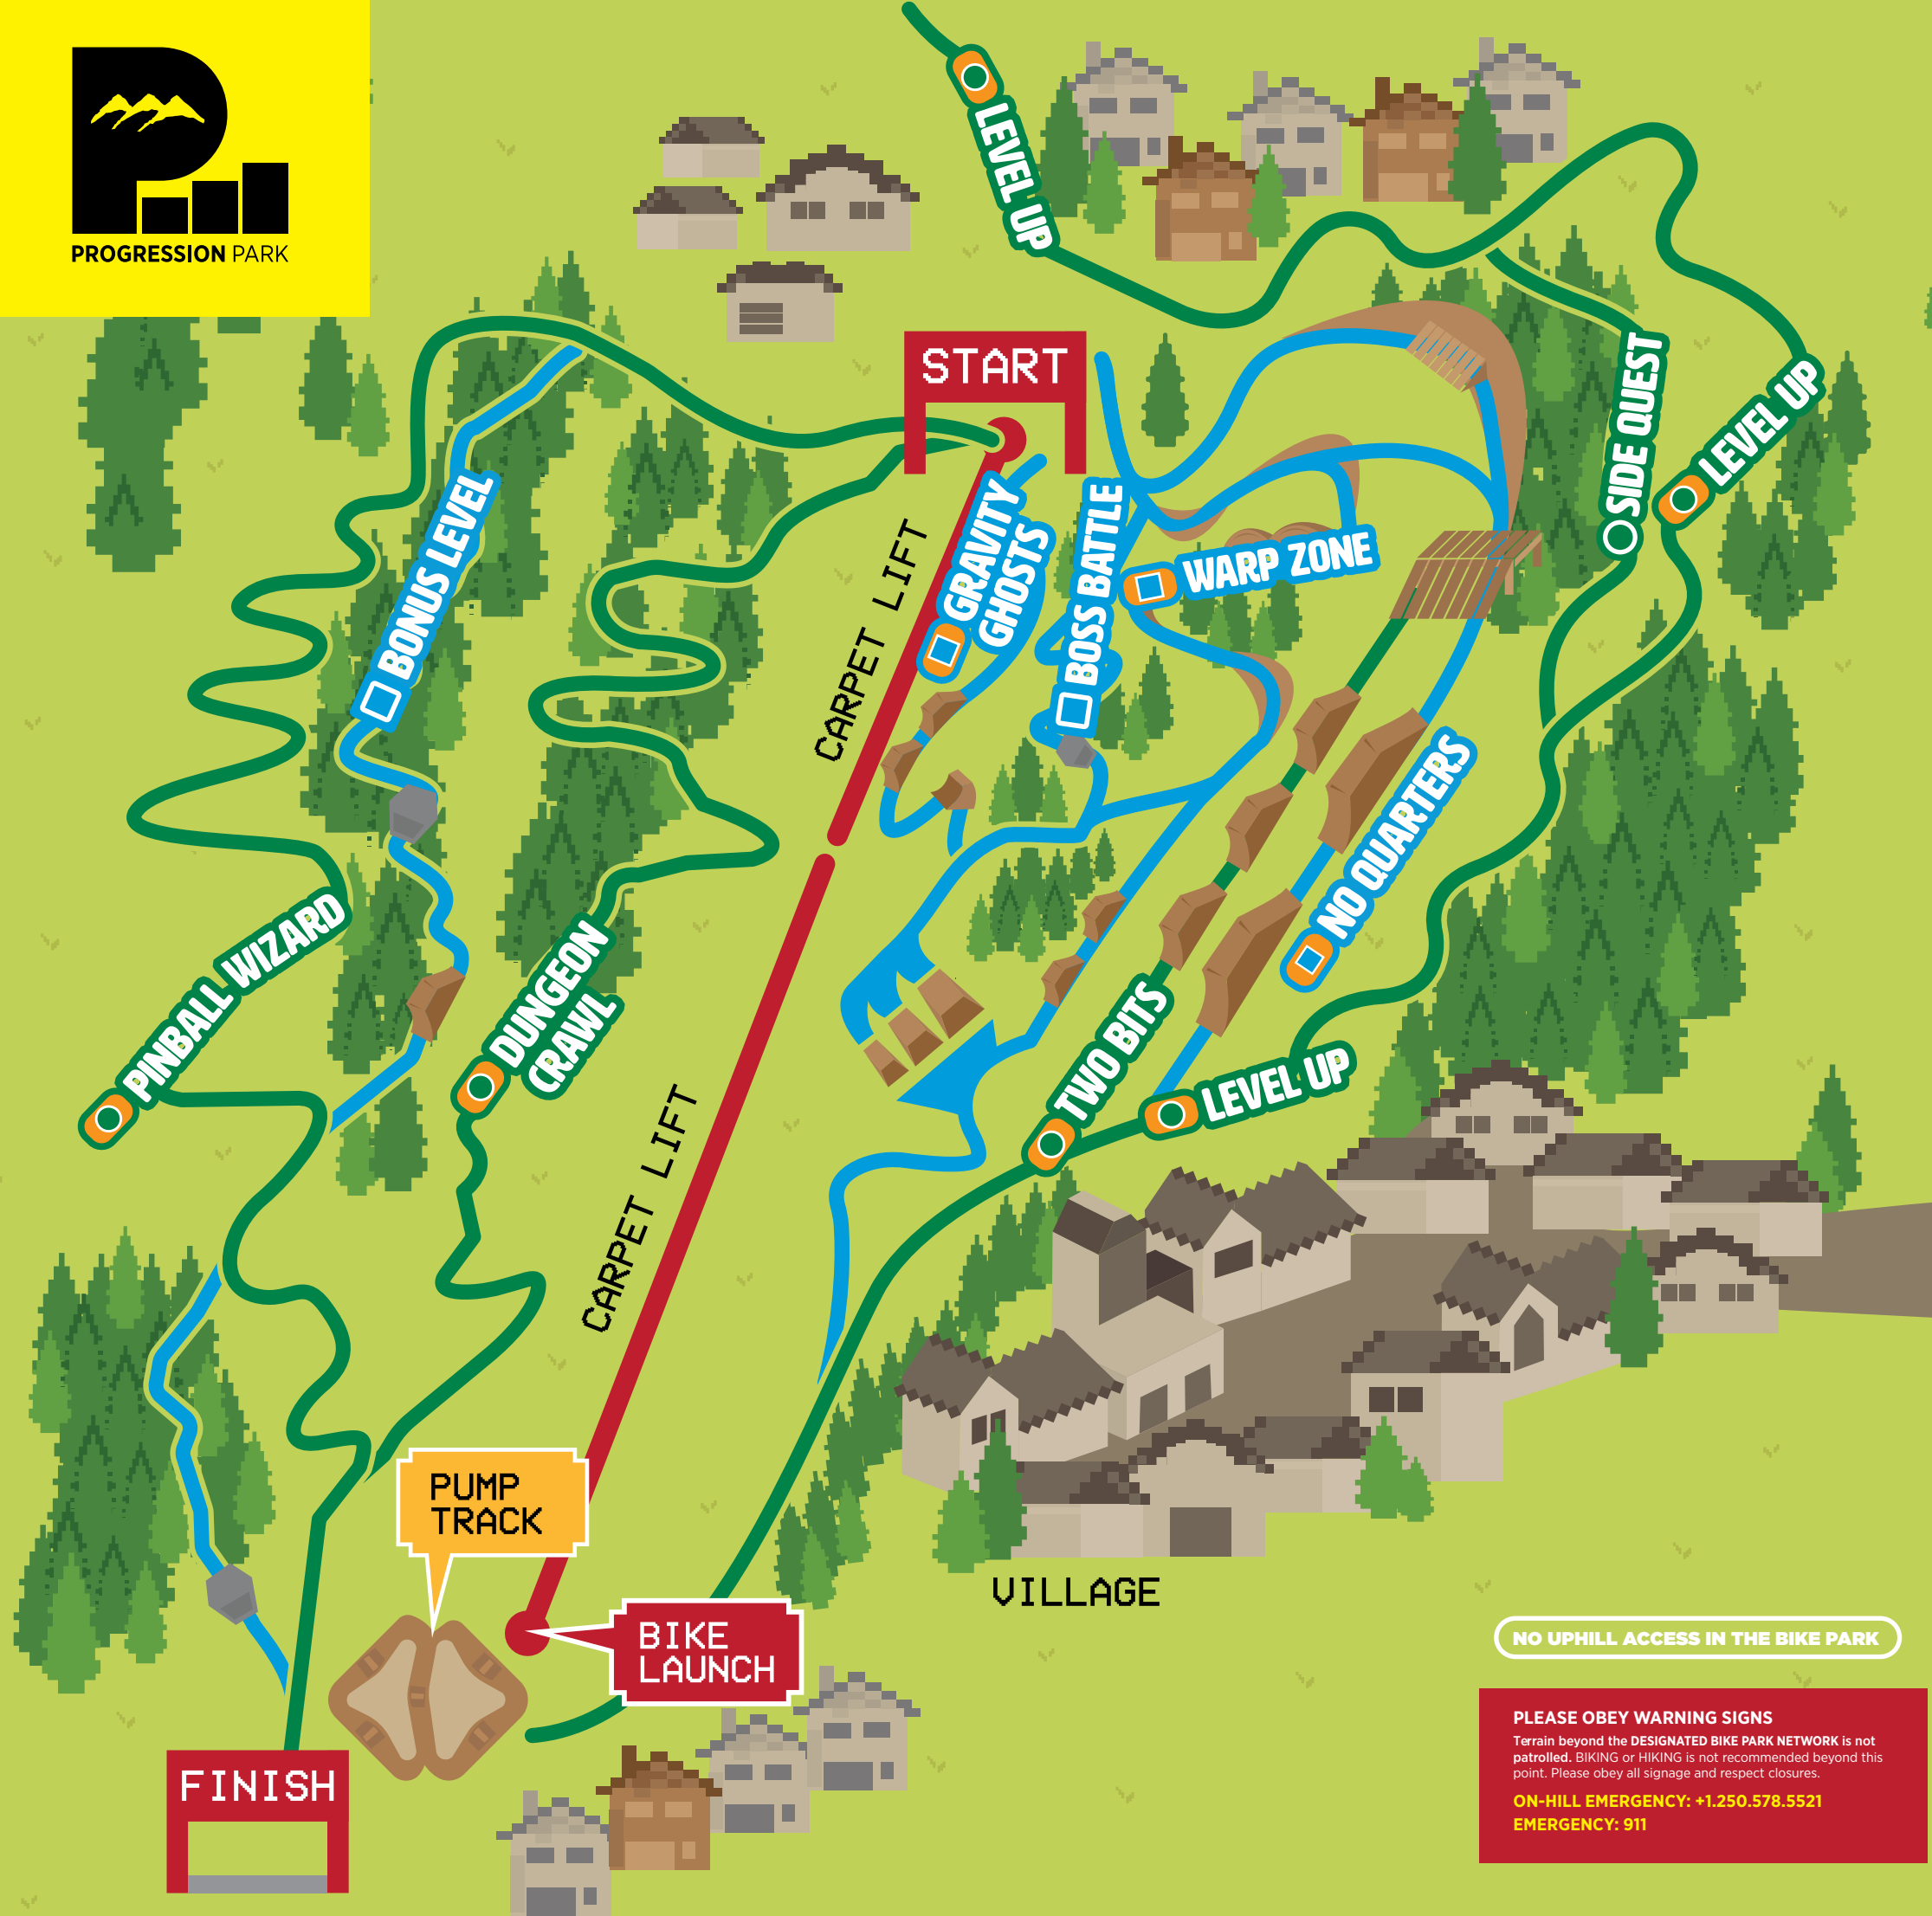 PROGRESSION PARK
LEVEL UP
START
SIDE QUEST
LEVEL UP
BONUS LEVEL
CARPET LIFT
GRAVITY
GHOSTS
BOSS BATTLE
WARP ZONE
NO QUARTERS
PINBALL WIZARD
DUNGEON
CRAWL
TWO BITS
LEVEL UP
CARPET LIFT
PUMP
TRACK
BIKE
LAUNCH
VILLAGE
FINISH
NO UPHILL ACCESS IN THE BIKE PARK
PLEASE OBEY WARNING SIGNS
Terrain beyond the DESIGNATED BIKE PARK NETWORK is not
patrolled. BIKING or HIKING is not recommended beyond this
point. Please obey all signage and respect closures.
ON-HILL EMERGENCY: +1.250.578.5521
EMERGENCY: 911